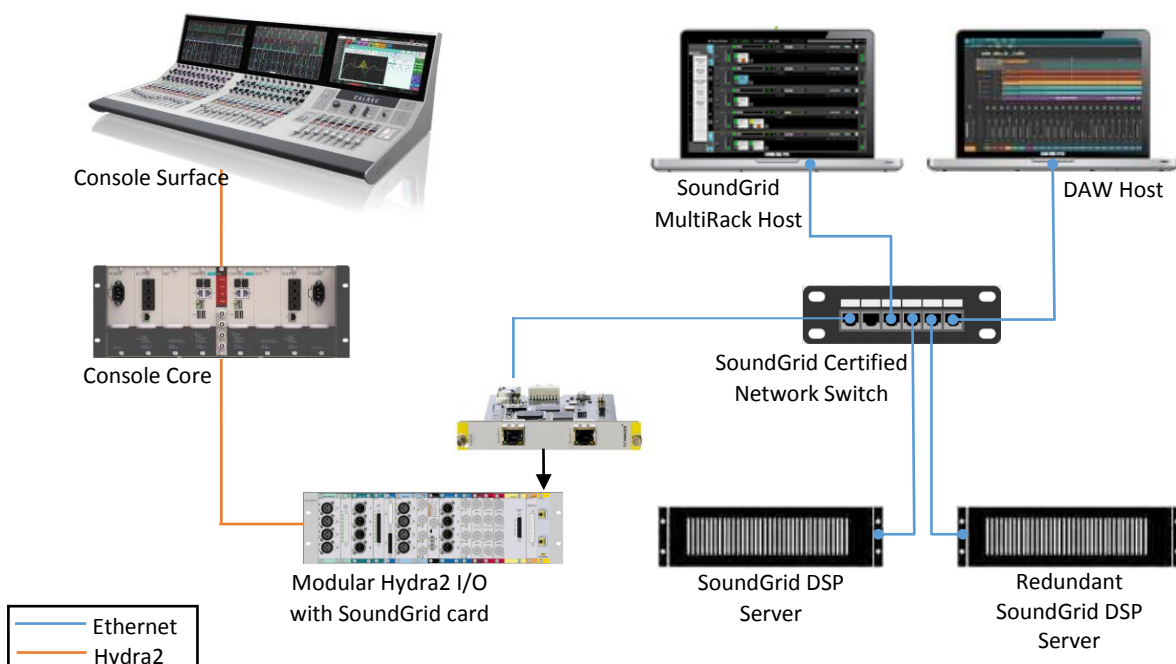 CALREC
Console Surface
SoundGrid
MultiRack Host
DAW Host
Console Core
SoundGrid Certified
Network Switch
Modular Hydra2 I/O
with SoundGrid card
SoundGrid DSP
Server
Redundant
SoundGrid DSP
Server
Ethernet
Hydra2